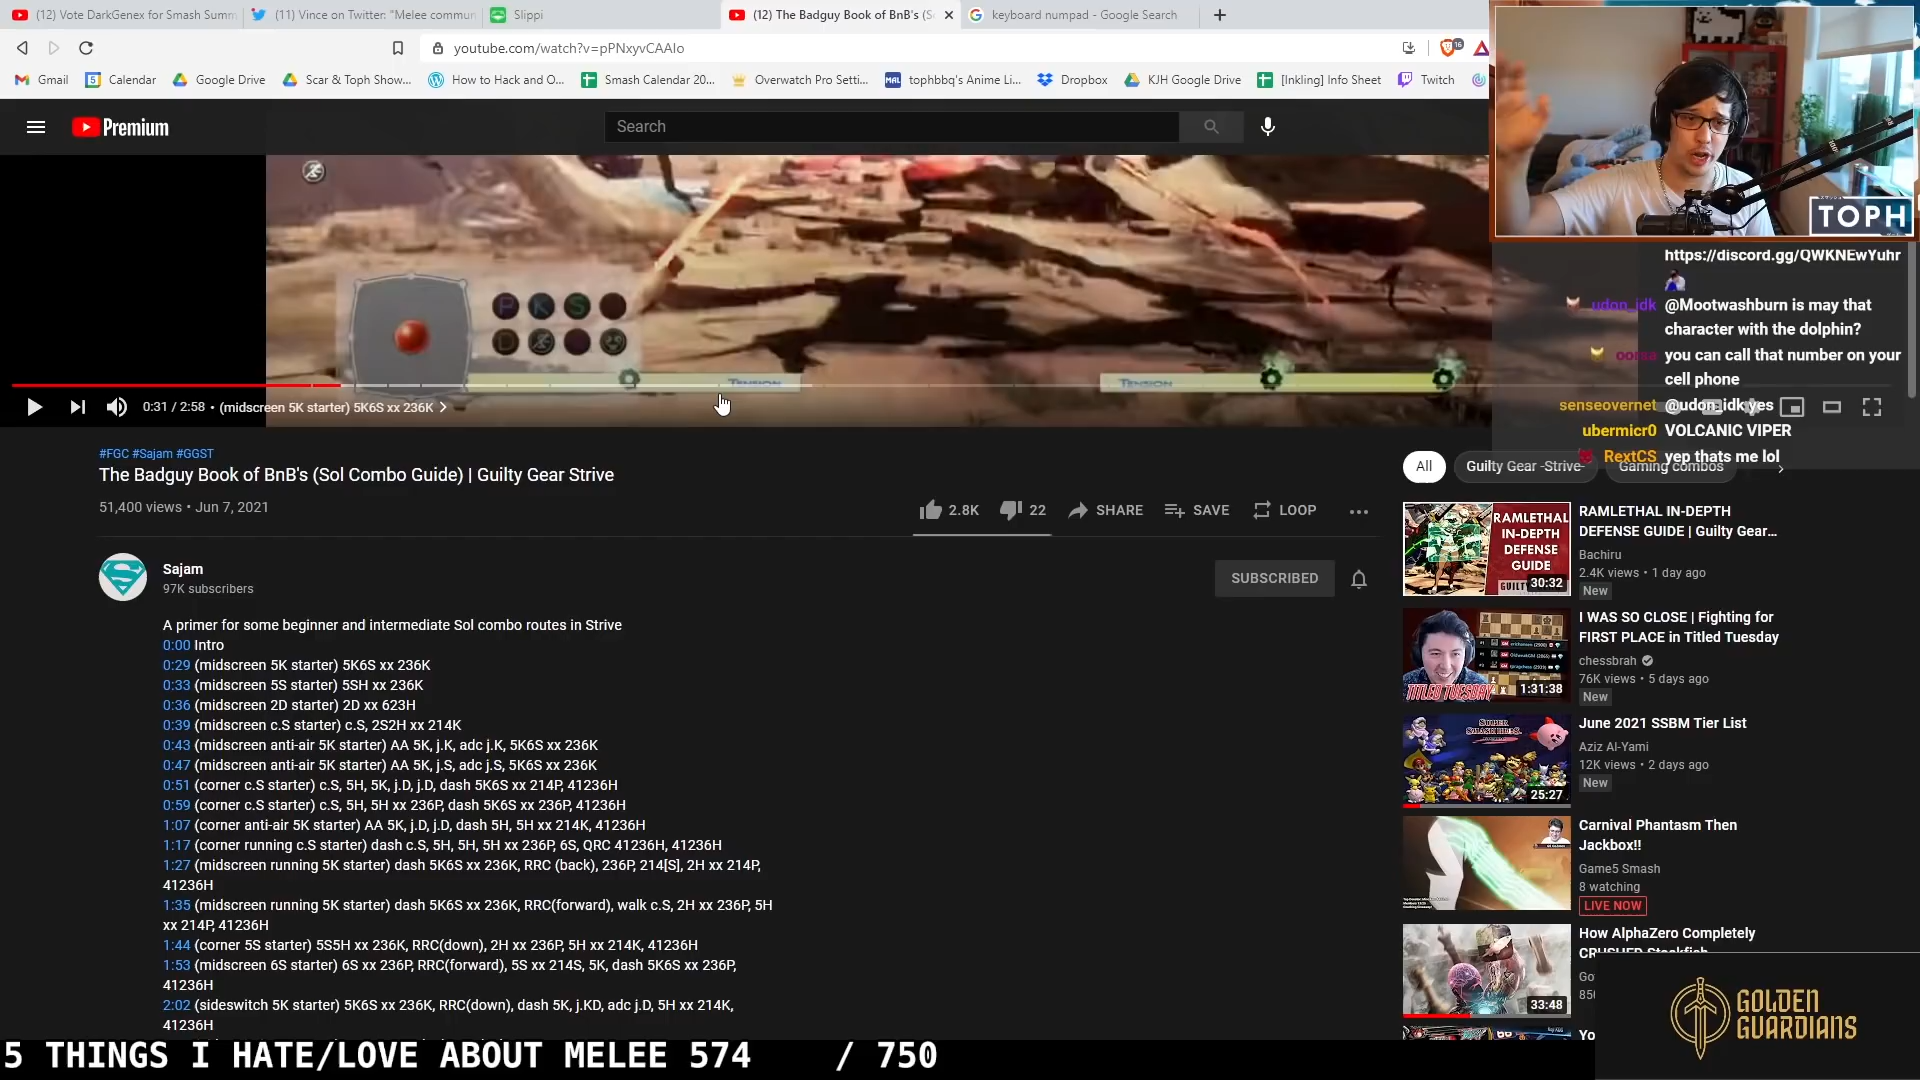 (12) Vote DarkGenex for Smash Summ
(11) Vince on Twitter: "Melee commun
Slippi
(12) The Badguy Book of BnB's (S
keyboard numpad - Google Search
youtube.com/watch?v=pPNxyvCAAIo
16
Gmail
Calendar
Google Drive
Scar & Toph Show...
How to Hack and O...
Smash Calendar 20...
Overwatch Pro Setti...
MAL tophbbq's Anime Li...
Dropbox
KJH Google Drive
[Inkling] Info Sheet
Twitch
Premium
Search
TOPH
P K S
D
TENSION
TENSION
0:31 / 2:58 • (midscreen 5K starter) 5K6S xx 236K
https://discord.gg/QWKNEwYuhr
udon_idk @Mootwashburn is may that
character with the dolphin?
oorsa you can call that number on your
cell phone
senseovernet @udon_idk yes
ubermicr0 VOLCANIC VIPER
RextCS yep thats me lol
#FGC #Sajam #GGST
The Badguy Book of BnB's (Sol Combo Guide) | Guilty Gear Strive
51,400 views • Jun 7, 2021
2.8K
22
SHARE
SAVE
LOOP
Sajam
97K subscribers
SUBSCRIBED
A primer for some beginner and intermediate Sol combo routes in Strive
0:00 Intro
0:29 (midscreen 5K starter) 5K6S xx 236K
0:33 (midscreen 5S starter) 5SH xx 236K
0:36 (midscreen 2D starter) 2D xx 623H
0:39 (midscreen c.S starter) c.S, 2S2H xx 214K
0:43 (midscreen anti-air 5K starter) AA 5K, j.K, adc j.K, 5K6S xx 236K
0:47 (midscreen anti-air 5K starter) AA 5K, j.S, adc j.S, 5K6S xx 236K
0:51 (corner c.S starter) c.S, 5H, 5K, j.D, j.D, dash 5K6S xx 214P, 41236H
0:59 (corner c.S starter) c.S, 5H, 5H xx 236P, dash 5K6S xx 236P, 41236H
1:07 (corner anti-air 5K starter) AA 5K, j.D, j.D, dash 5H, 5H xx 214K, 41236H
1:17 (corner running c.S starter) dash c.S, 5H, 5H, 5H xx 236P, 6S, QRC 41236H, 41236H
1:27 (midscreen running 5K starter) dash 5K6S xx 236K, RRC (back), 236P, 214[S], 2H xx 214P,
41236H
1:35 (midscreen running 5K starter) dash 5K6S xx 236K, RRC(forward), walk c.S, 2H xx 236P, 5H
xx 214P, 41236H
1:44 (corner 5S starter) 5S5H xx 236K, RRC(down), 2H xx 236P, 5H xx 214K, 41236H
1:53 (midscreen 6S starter) 6S xx 236P, RRC(forward), 5S xx 214S, 5K, dash 5K6S xx 236P,
41236H
2:02 (sideswitch 5K starter) 5K6S xx 236K, RRC(down), dash 5K, j.KD, adc j.D, 5H xx 214K,
41236H
All
Guilty Gear -Strive-
Gaming combos
RAMLETHAL
IN-DEPTH
DEFENSE
GUIDE
30:32
RAMLETHAL IN-DEPTH
DEFENSE GUIDE | Guilty Gear...
Bachiru
2.4K views • 1 day ago
New
TITLED TUESDAY
1:31:38
I WAS SO CLOSE | Fighting for
FIRST PLACE in Titled Tuesday
chessbrah
76K views • 5 days ago
New
25:27
June 2021 SSBM Tier List
Aziz Al-Yami
12K views • 2 days ago
New
Carnival Phantasm Then
Jackbox!!
Game5 Smash
8 watching
LIVE NOW
33:48
How AlphaZero Completely
GOLDEN
GUARDIANS
5 THINGS I HATE/LOVE ABOUT MELEE 574 / 750